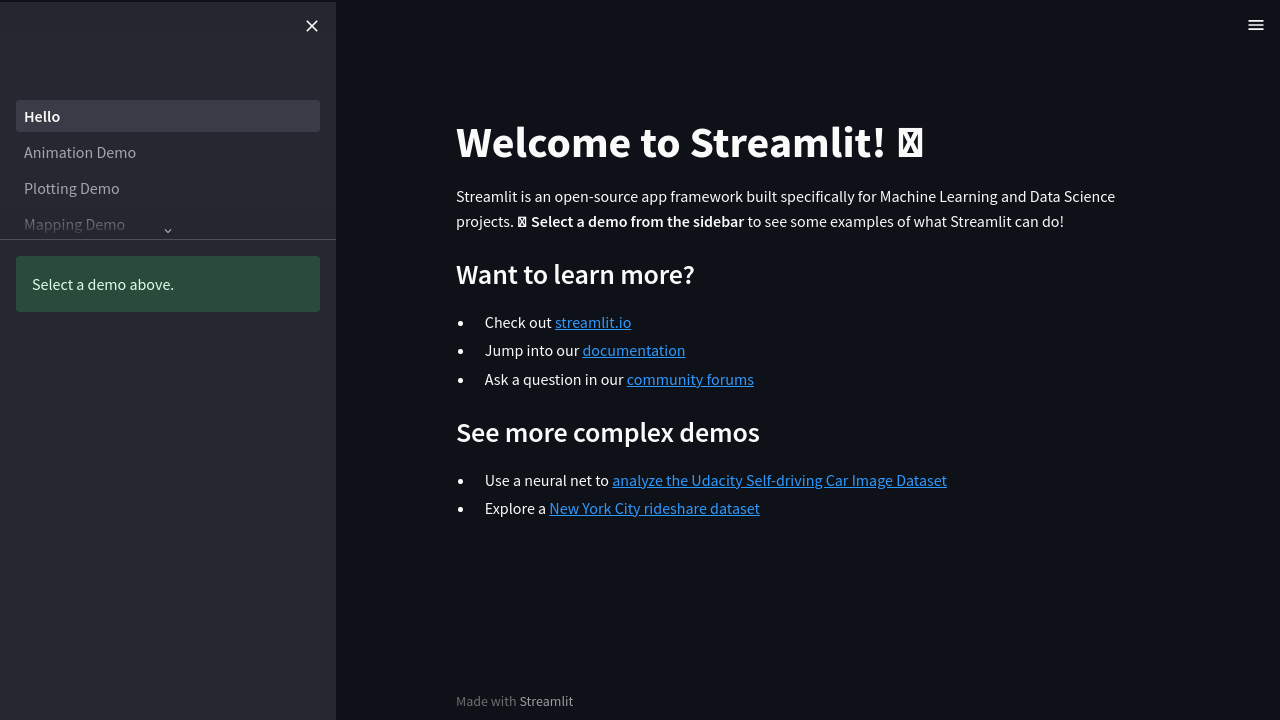 Hello
Animation Demo
Plotting Demo
Mapping Demo
Select a demo above.
Welcome to Streamlit!
Streamlit is an open-source app framework built specifically for Machine Learning and Data Science
projects. Select a demo from the sidebar to see some examples of what Streamlit can do!
Want to learn more?
Check out streamlit.io
Jump into our documentation
Ask a question in our community forums
See more complex demos
Use a neural net to analyze the Udacity Self-driving Car Image Dataset
Explore a New York City rideshare dataset
Made with Streamlit